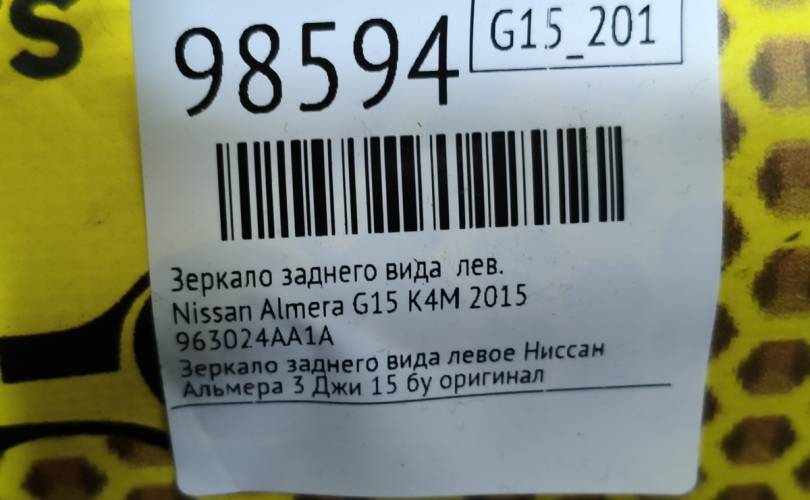 98594
G15_201
Зеркало заднего вида лев.
Nissan Almera G15 K4M 2015
963024AA1A
Зеркало заднего вида левое Ниссан
Альмера 3 Джи 15 бу оригинал